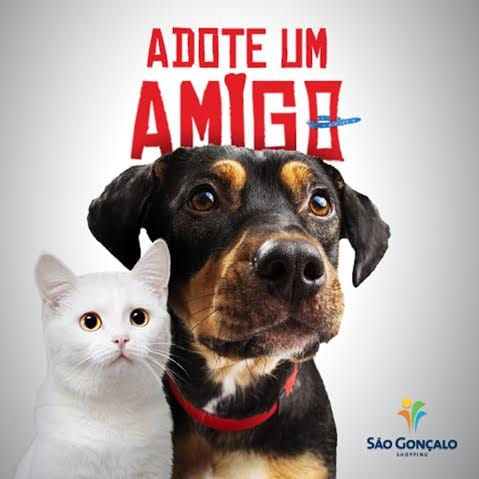 ADOTE UM
AMIGO
SÃO GONÇALO
SHOPPING